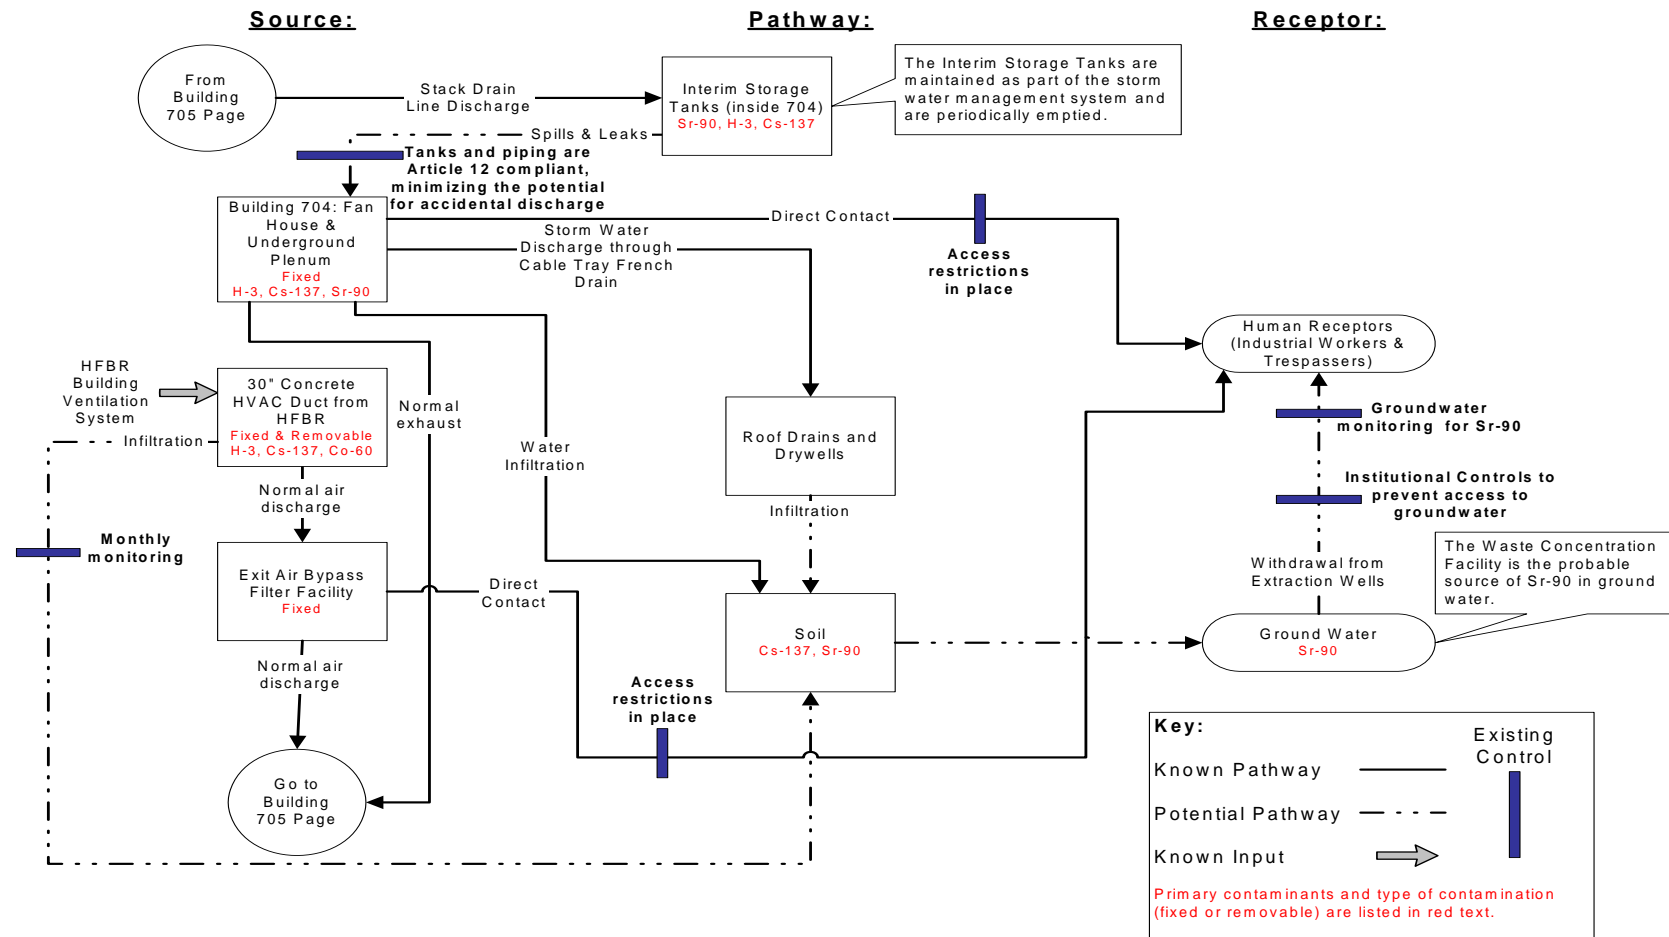 Source:
Pathway:
Receptor:
From
Building
705 Page
Stack Drain
Line Discharge
Interim Storage
Tanks (inside 704)
Sr-90, H-3, Cs-137
The Interim Storage Tanks are
maintained as part of the storm
water management system and
are periodically emptied.
Spills & Leaks
Tanks and piping are
Article 12 compliant,
minimizing the potential
for accidental discharge
Building 704: Fan
House &
Underground
Plenum
Fixed
H-3, Cs-137, Sr-90
Direct Contact
Storm Water
Discharge through
Cable Tray French
Drain
Access
restrictions
in place
Human Receptors
(Industrial Workers &
Trespassers)
HFBR
Building
Ventilation
System
30" Concrete
HVAC Duct from
HFBR
Fixed & Removable
H-3, Cs-137, Co-60
Normal
exhaust
Infiltration
Water
Infiltration
Roof Drains and
Drywells
Groundwater
monitoring for Sr-90
Normal air
discharge
Infiltration
Institutional Controls to
prevent access to
groundwater
Monthly
monitoring
Exit Air Bypass
Filter Facility
Fixed
Direct
Contact
Withdrawal from
Extraction Wells
The Waste Concentration
Facility is the probable
source of Sr-90 in ground
water.
Soil
Cs-137, Sr-90
Ground Water
Sr-90
Normal air
discharge
Access
restrictions
in place
Go to
Building
705 Page
Key:
Existing
Control
Known Pathway
Potential Pathway
Known Input
Primary contaminants and type of contamination
(fixed or removable) are listed in red text.